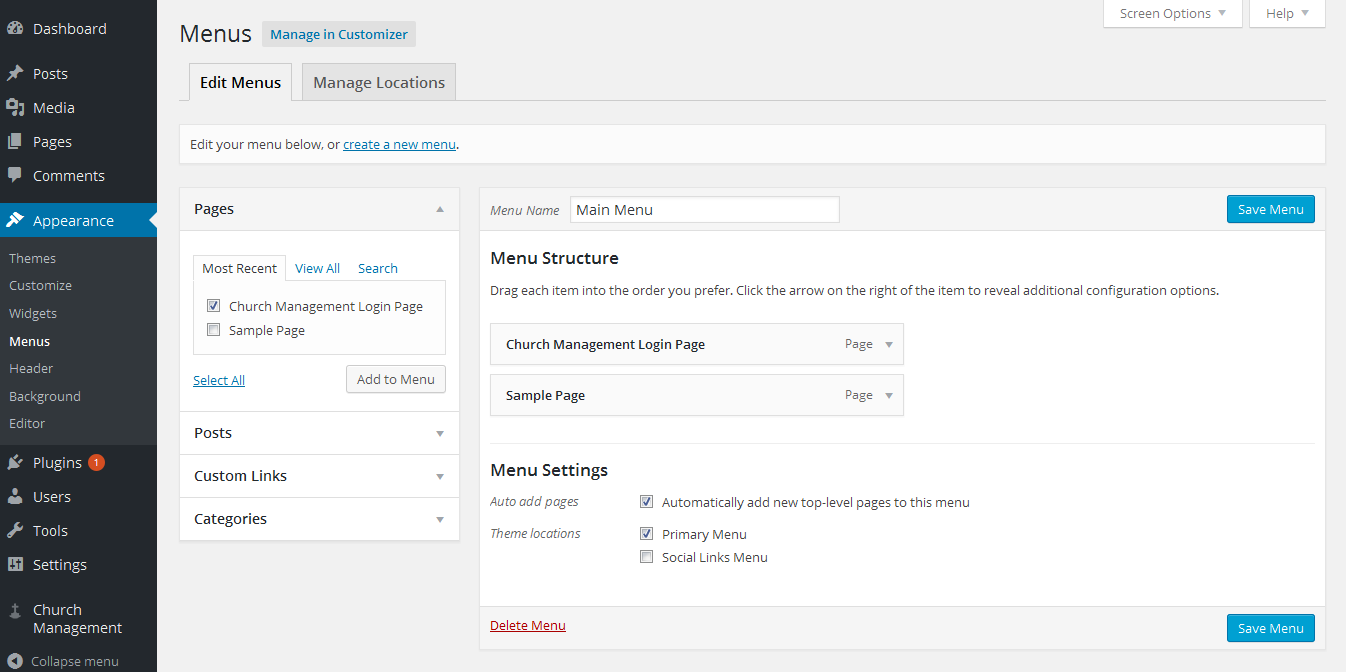 Dashboard
Posts
Media
Pages
Comments
Appearance
Themes
Customize
Widgets
Menus
Header
Background
Editor
Plugins 1
Users
Tools
Settings
Church
Management
Collapse menu
Screen Options
Help
Menus
Manage in Customizer
Edit Menus
Manage Locations
Edit your menu below, or create a new menu.
Pages
Most Recent View All Search
Church Management Login Page
Sample Page
Select All
Add to Menu
Posts
Custom Links
Categories
Menu Name Main Menu
Save Menu
Menu Structure
Drag each item into the order you prefer. Click the arrow on the right of the item to reveal additional configuration options.
Church Management Login Page Page
Sample Page Page
Menu Settings
Auto add pages Automatically add new top-level pages to this menu
Theme locations Primary Menu
Social Links Menu
Delete Menu
Save Menu